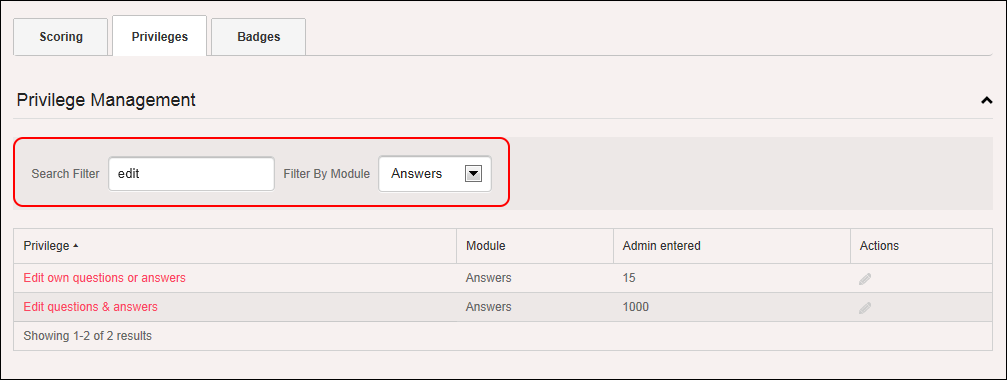 Scoring Privileges Badges
Privilege Management
Search Filter edit Filter By Module Answers
Privilege Module Admin entered Actions
Edit own questions or answers Answers 15
Edit questions & answers Answers 1000
Showing 1-2 of 2 results